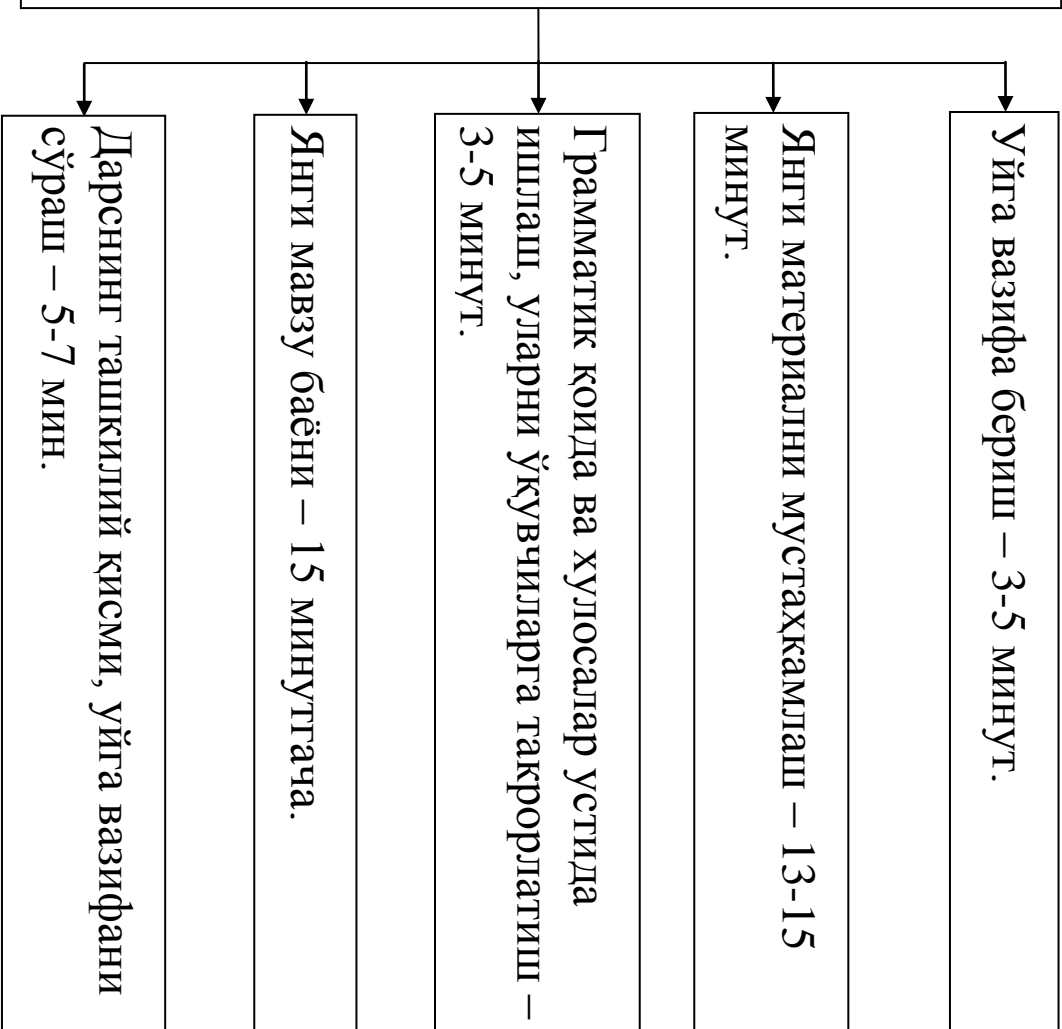 Дарснинг ташкилий қисми, уйга вазифани
сўраш – 5-7 мин.
Янги мавзу баёни – 15 минутгача.
Грамматик қоида ва хулосалар устида
ишлаш, уларни ўқувчиларга такрорлатиш –
3-5 минут.
Янги материални мустаҳкамлаш – 13-15
минут.
Уйга вазифа бериш – 3-5 минут.